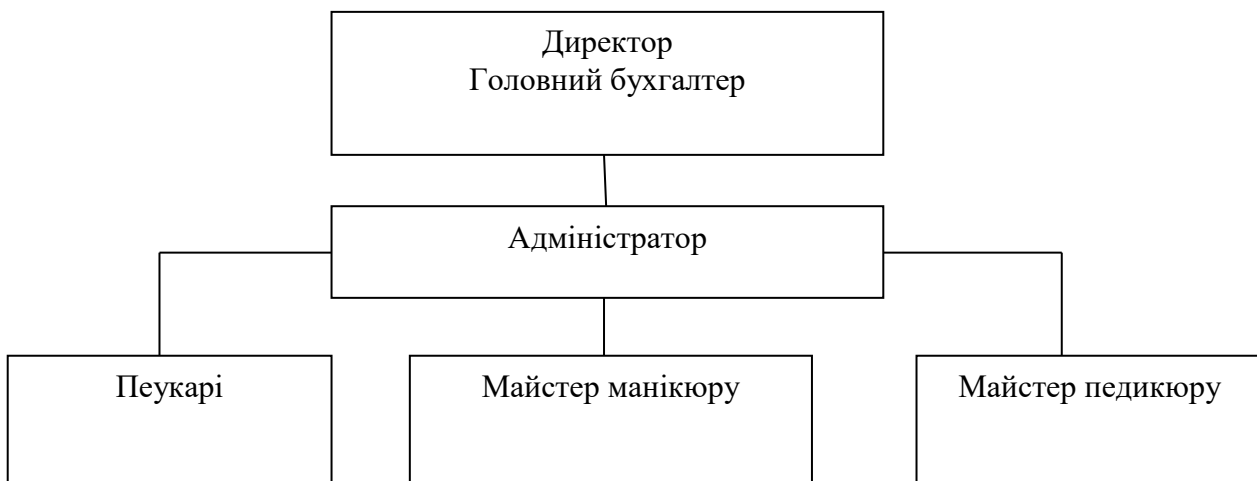 Директор
Головний бухгалтер
Адміністратор
Пеукарі
Майстер манікюру
Майстер педикюру